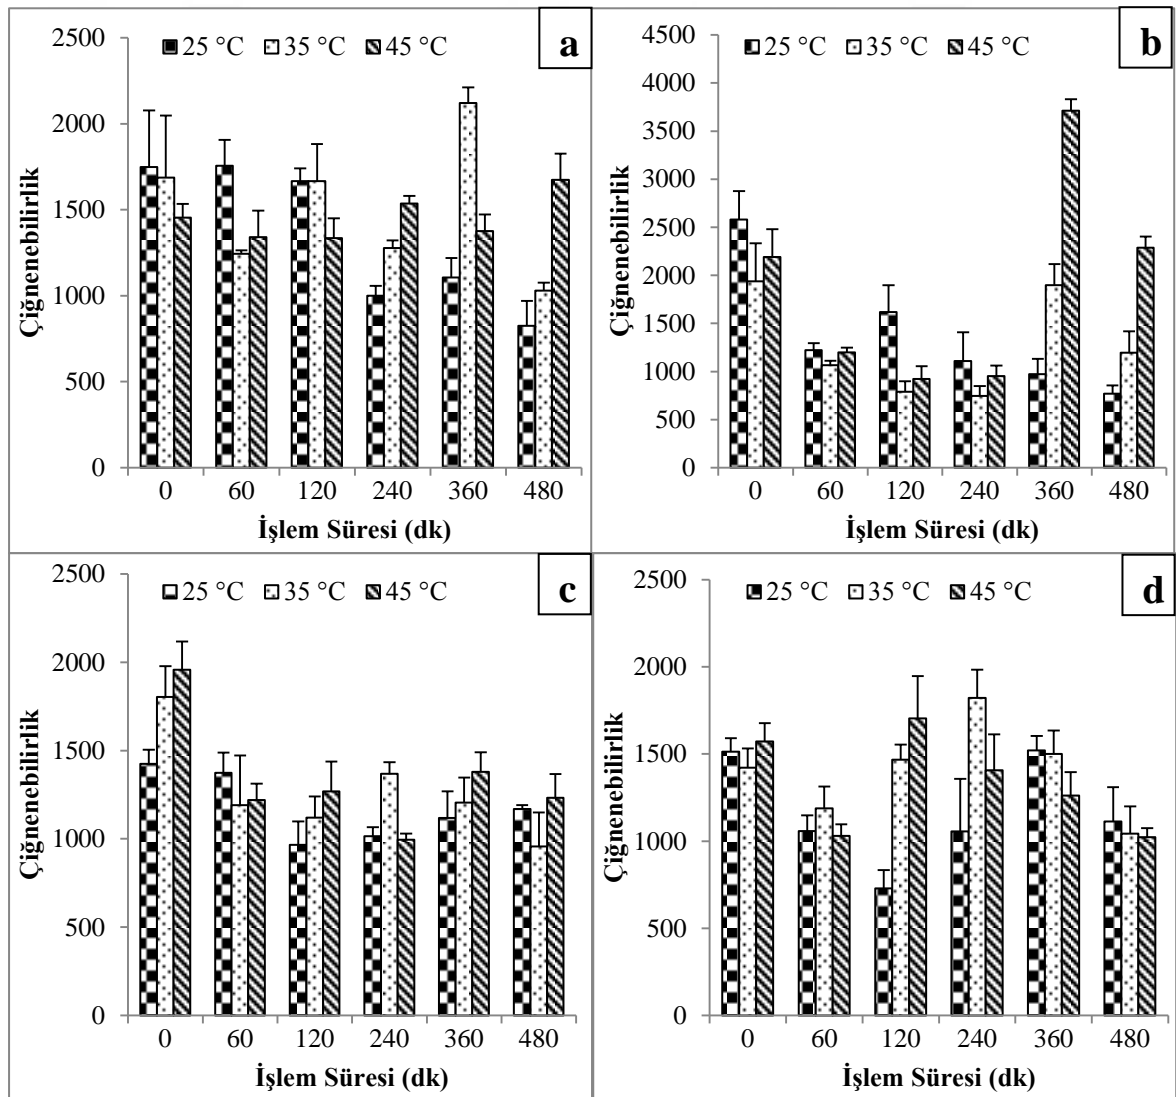 25 °C 35 °C 45 °C
a
Çiğnenebilirlik
2500
2000
1500
1000
500
0
0 60 120 240 360 480
İşlem Süresi (dk)
25 °C 35 °C 45 °C
b
Çiğnenebilirlik
4500
4000
3500
3000
2500
2000
1500
1000
500
0
0 60 120 240 360 480
İşlem Süresi (dk)
25 °C 35 °C 45 °C
c
Çiğnenebilirlik
2500
2000
1500
1000
500
0
0 60 120 240 360 480
İşlem Süresi (dk)
25 °C 35 °C 45 °C
d
Çiğnenebilirlik
2500
2000
1500
1000
500
0
0 60 120 240 360 480
İşlem Süresi (dk)